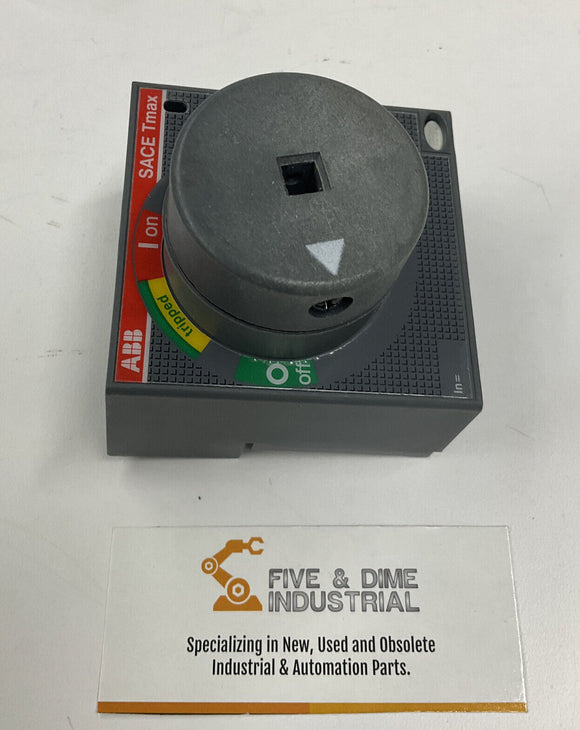 SACE Tmax
I on
ABB
tripped
O off
In =
FIVE & DIME
INDUSTRIAL
Specializing in New, Used and Obsolete
Industrial & Automation Parts.